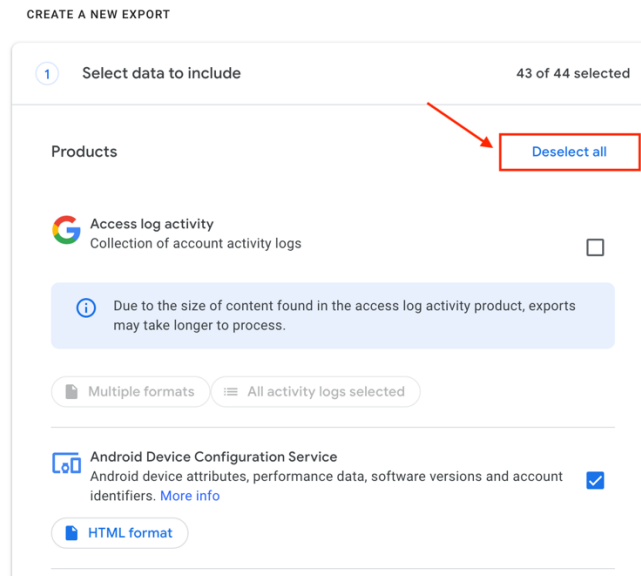 CREATE A NEW EXPORT
1 Select data to include 43 of 44 selected
Products Deselect all
Access log activity
Collection of account activity logs
Due to the size of content found in the access log activity product, exports
may take longer to process.
Multiple formats All activity logs selected
Android Device Configuration Service
Android device attributes, performance data, software versions and account
identifiers. More info
HTML format